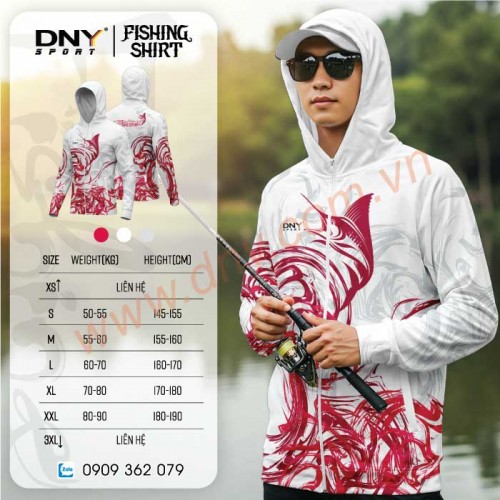 DNY
SPORT
FISHING
SHIRT
SIZE WEIGHT(KG) HEIGHT(CM)
XS↑ LIÊN HỆ
S 50-55 145-155
M 55-60 155-160
L 60-70 160-170
XL 70-80 170-180
XXL 80-90 180-190
3XL↓ LIÊN HỆ
Zalo 0909 362 079
DNY
SPORT
www.dny.com.vn